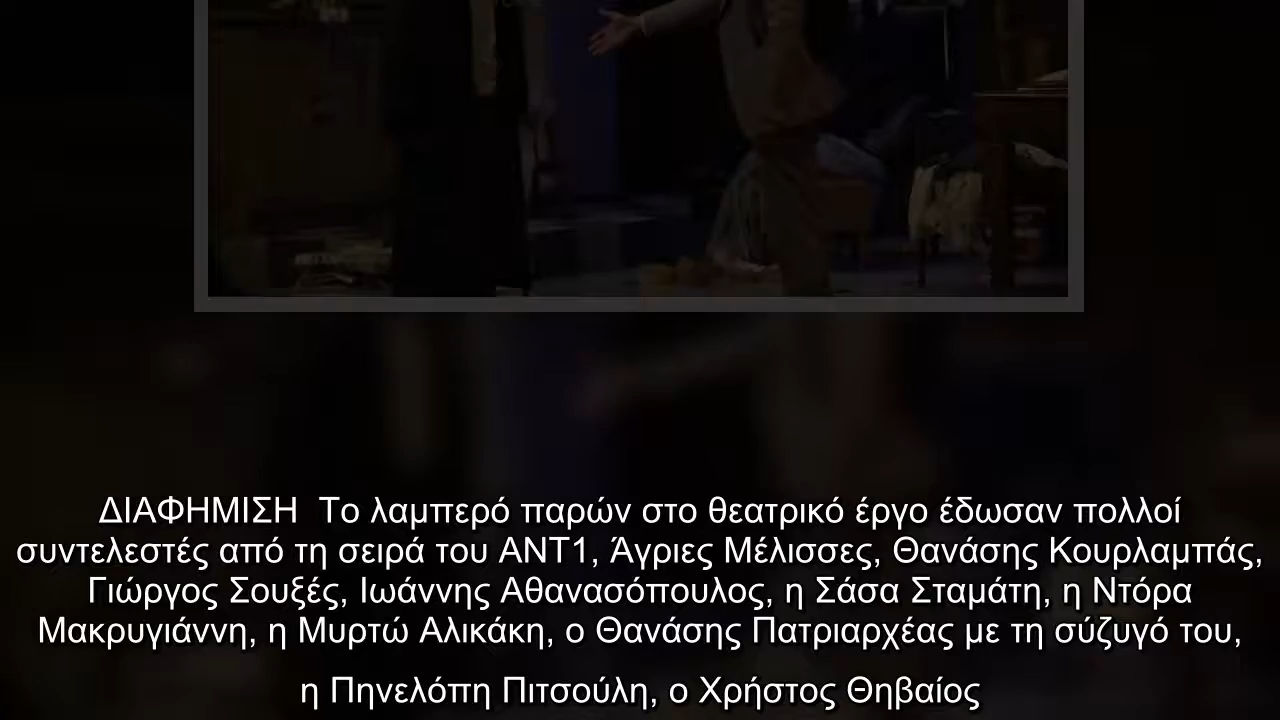 ΔΙΑΦΗΜΙΣΗ Το λαμπερό παρών στο θεατρικό έργο έδωσαν πολλοί
συντελεστές από τη σειρά του ΑΝΤ1, Άγριες Μέλισσες, Θανάσης Κουρλαμπάς,
Γιώργος Σουξές, Ιωάννης Αθανασόπουλος, η Σάσα Σταμάτη, η Ντόρα
Μακρυγιάννη, η Μυρτώ Αλικάκη, ο Θανάσης Πατριαρχέας με τη σύζυγό του,
η Πηνελόπη Πιτσούλη, ο Χρήστος Θηβαίος